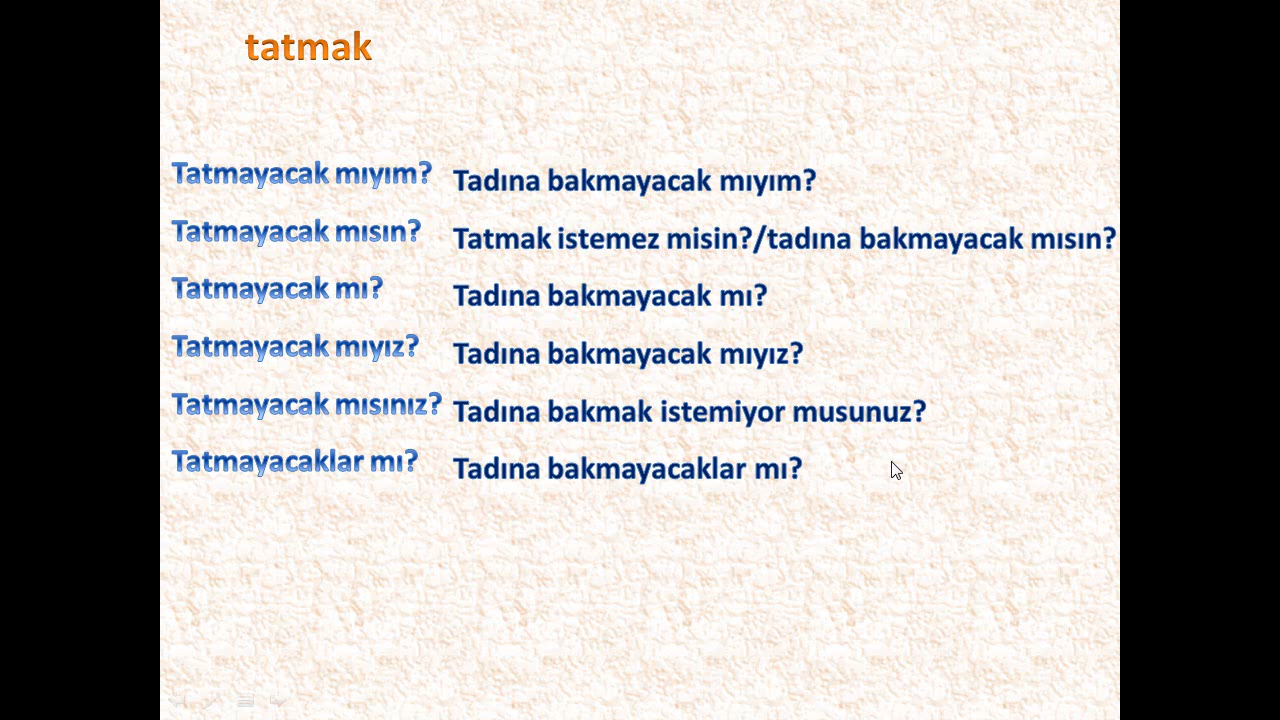 tatmak
Tatmayacak mıyım? Tadına bakmayacak mıyım?
Tatmayacak mısın? Tatmak istemez misin?/tadına bakmayacak mısın?
Tatmayacak mı? Tadına bakmayacak mı?
Tatmayacak mıyız? Tadına bakmayacak mıyız?
Tatmayacak mısınız? Tadına bakmak istemiyor musunuz?
Tatmayacaklar mı? Tadına bakmayacaklar mı?